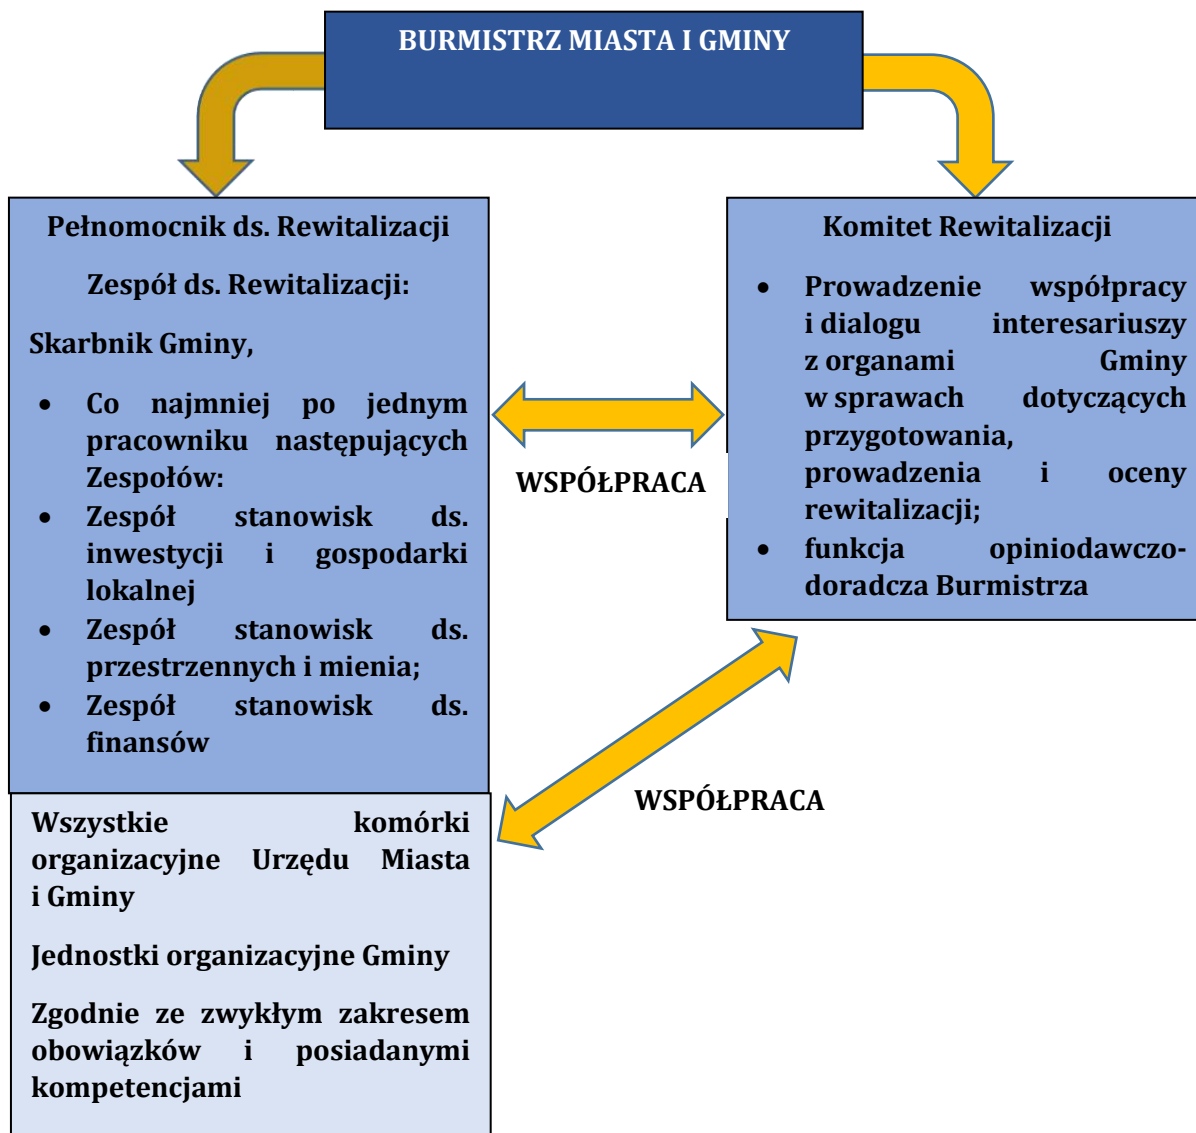 BURMISTRZ MIASTA I GMINY
Pełnomocnik ds. Rewitalizacji
Zespół ds. Rewitalizacji:
Skarbnik Gminy,
• Co najmniej po jednym
pracowniku następujących
Zespołów:
• Zespół stanowisk ds.
inwestycji i gospodarki
lokalnej
• Zespół stanowisk ds.
przestrzennych i mienia;
• Zespół stanowisk ds.
finansów
WSPÓŁPRACA
Komitet Rewitalizacji
• Prowadzenie współpracy
i dialogu interesariuszy
z organami Gminy
w sprawach dotyczących
przygotowania,
prowadzenia i oceny
rewitalizacji;
• funkcja opiniodawczo-
doradcza Burmistrza
WSPÓŁPRACA
Wszystkie komórki
organizacyjne Urzędu Miasta
i Gminy
Jednostki organizacyjne Gminy
Zgodnie ze zwykłym zakresem
obowiązków i posiadanymi
kompetencjami